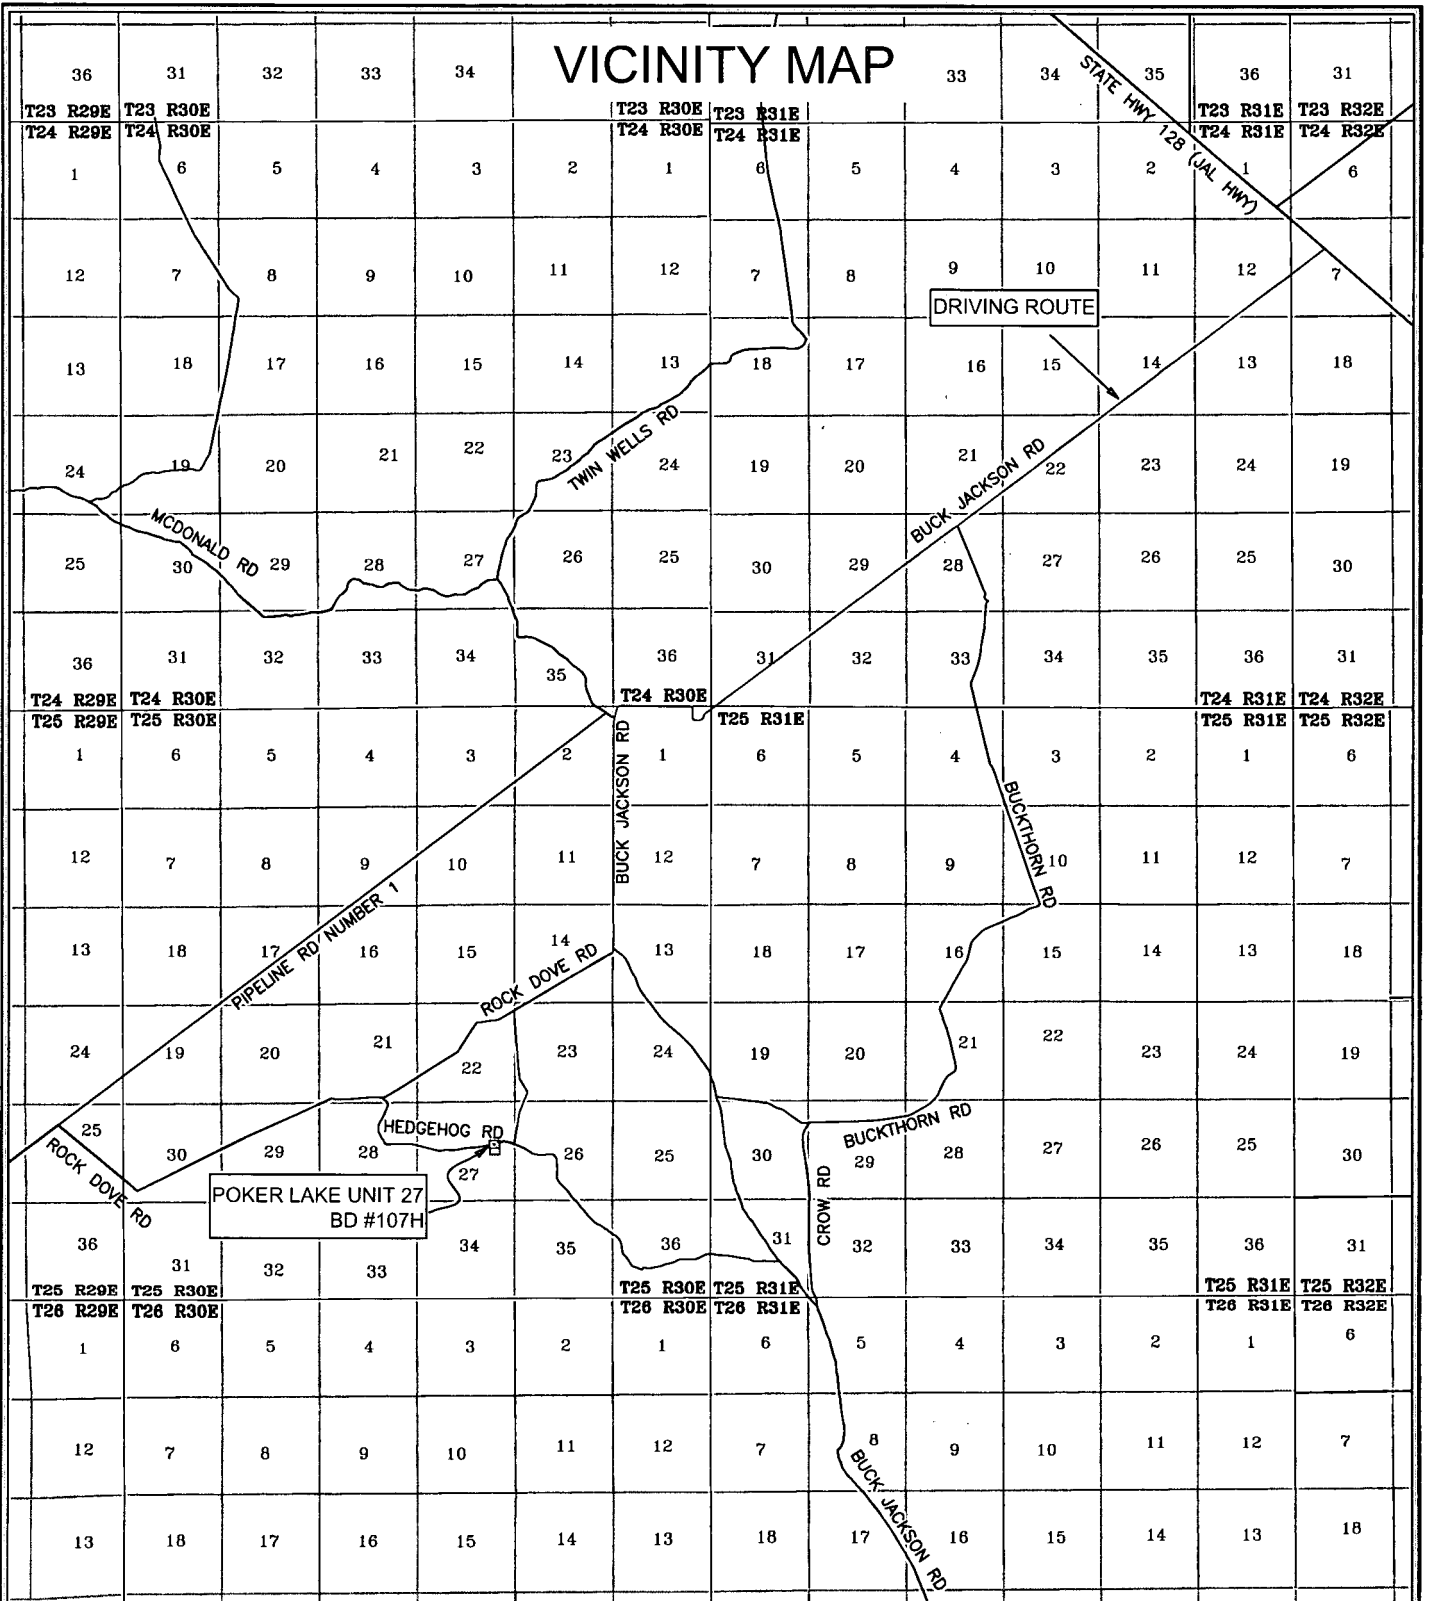 VICINITY MAP
36 31 32 33 34 33 34 35 36 31
STATE HWY 128 (JAL HWY)
T23 R29E T23 R30E T23 R30E T23 R31E T23 R31E T23 R32E
T24 R29E T24 R30E T24 R30E T24 R31E T24 R31E T24 R32E
1 6 5 4 3 2 1 6 5 4 3 2 1 6
12 7 8 9 10 11 12 7 8 9 10 11 12 7
DRIVING ROUTE
13 18 17 16 15 14 13 18 17 16 15 14 13 18
TWIN WELLS RD
24 19 20 21 22 23 24 19 20 21 22 23 24 19
BUCK JACKSON RD
MCDONALD RD
25 30 29 28 27 26 25 30 29 28 27 26 25 30
36 31 32 33 34 35 36 31 32 33 34 35 36 31
T24 R29E T24 R30E T24 R30E T24 R31E T24 R32E
T25 R29E T25 R30E T25 R31E T25 R31E T25 R32E
1 6 5 4 3 2 1 6 5 4 3 2 1 6
BUCK JACKSON RD
BUCKTHORN RD
12 7 8 9 10 11 12 7 8 9 10 11 12 7
PIPELINE RD NUMBER 1
13 18 17 16 15 14 13 18 17 16 15 14 13 18
ROCK DOVE RD
24 19 20 21 22 23 24 19 20 21 22 23 24 19
HEDGEHOG RD
BUCKTHORN RD
25 30 29 28 27 26 25 30 29 28 27 26 25 30
ROCK DOVE RD
POKER LAKE UNIT 27
BD #107H
CROW RD
36 31 32 33 34 35 36 31 32 33 34 35 36 31
T25 R29E T25 R30E T25 R30E T25 R31E T25 R31E T25 R32E
T26 R29E T26 R30E T26 R30E T26 R31E T26 R31E T26 R32E
1 6 5 4 3 2 1 6 5 4 3 2 1 6
12 7 8 9 10 11 12 7 8 9 10 11 12 7
BUCK JACKSON RD
13 18 17 16 15 14 13 18 17 16 15 14 13 18